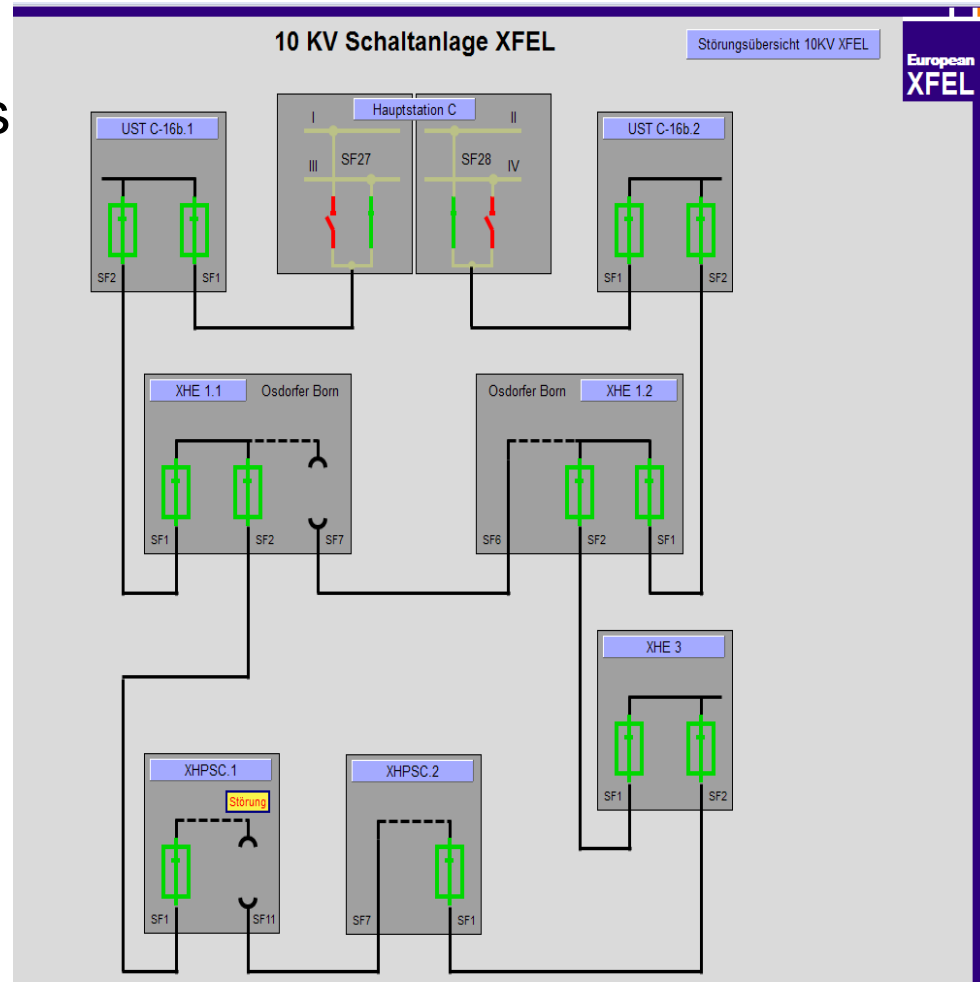 10 KV Schaltanlage XFEL
Störungsübersicht 10KV XFEL
European
XFEL
s
UST C-16b.1
SF2
SF1
Hauptstation C
I
III
SF27
II
SF28
IV
UST C-16b.2
SF1
SF2
XHE 1.1
Osdorfer Born
SF1
SF2
SF7
Osdorfer Born
XHE 1.2
SF6
SF2
SF1
XHE 3
SF1
SF2
XHPSC.1
Störung
SF1
SF11
XHPSC.2
SF7
SF1